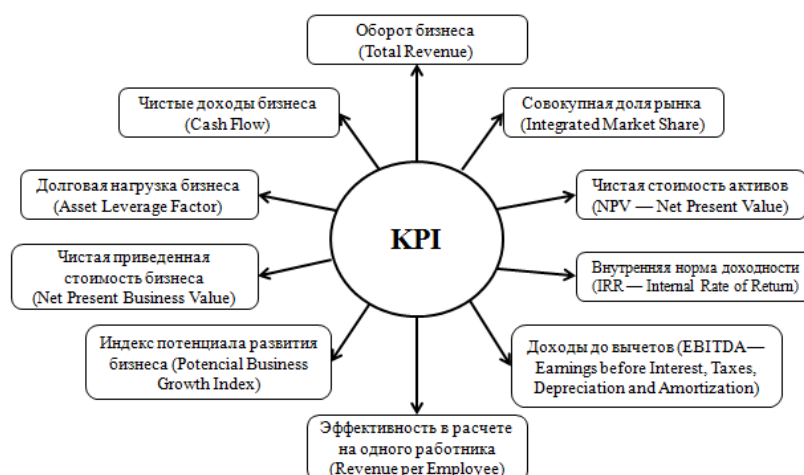 Оборот бизнеса
(Total Revenue)
Чистые доходы бизнеса
(Cash Flow)
Совокупная доля рынка
(Integrated Market Share)
Долговая нагрузка бизнеса
(Asset Leverage Factor)
Чистая стоимость активов
(NPV — Net Present Value)
KPI
Чистая приведенная
стоимость бизнеса
(Net Present Business Value)
Внутренняя норма доходности
(IRR — Internal Rate of Return)
Индекс потенциала развития
бизнеса (Potencial Business
Growth Index)
Доходы до вычетов (EBITDA—
Earnings before Interest, Taxes,
Depreciation and Amortization)
Эффективность в расчете
на одного работника
(Revenue per Employee)